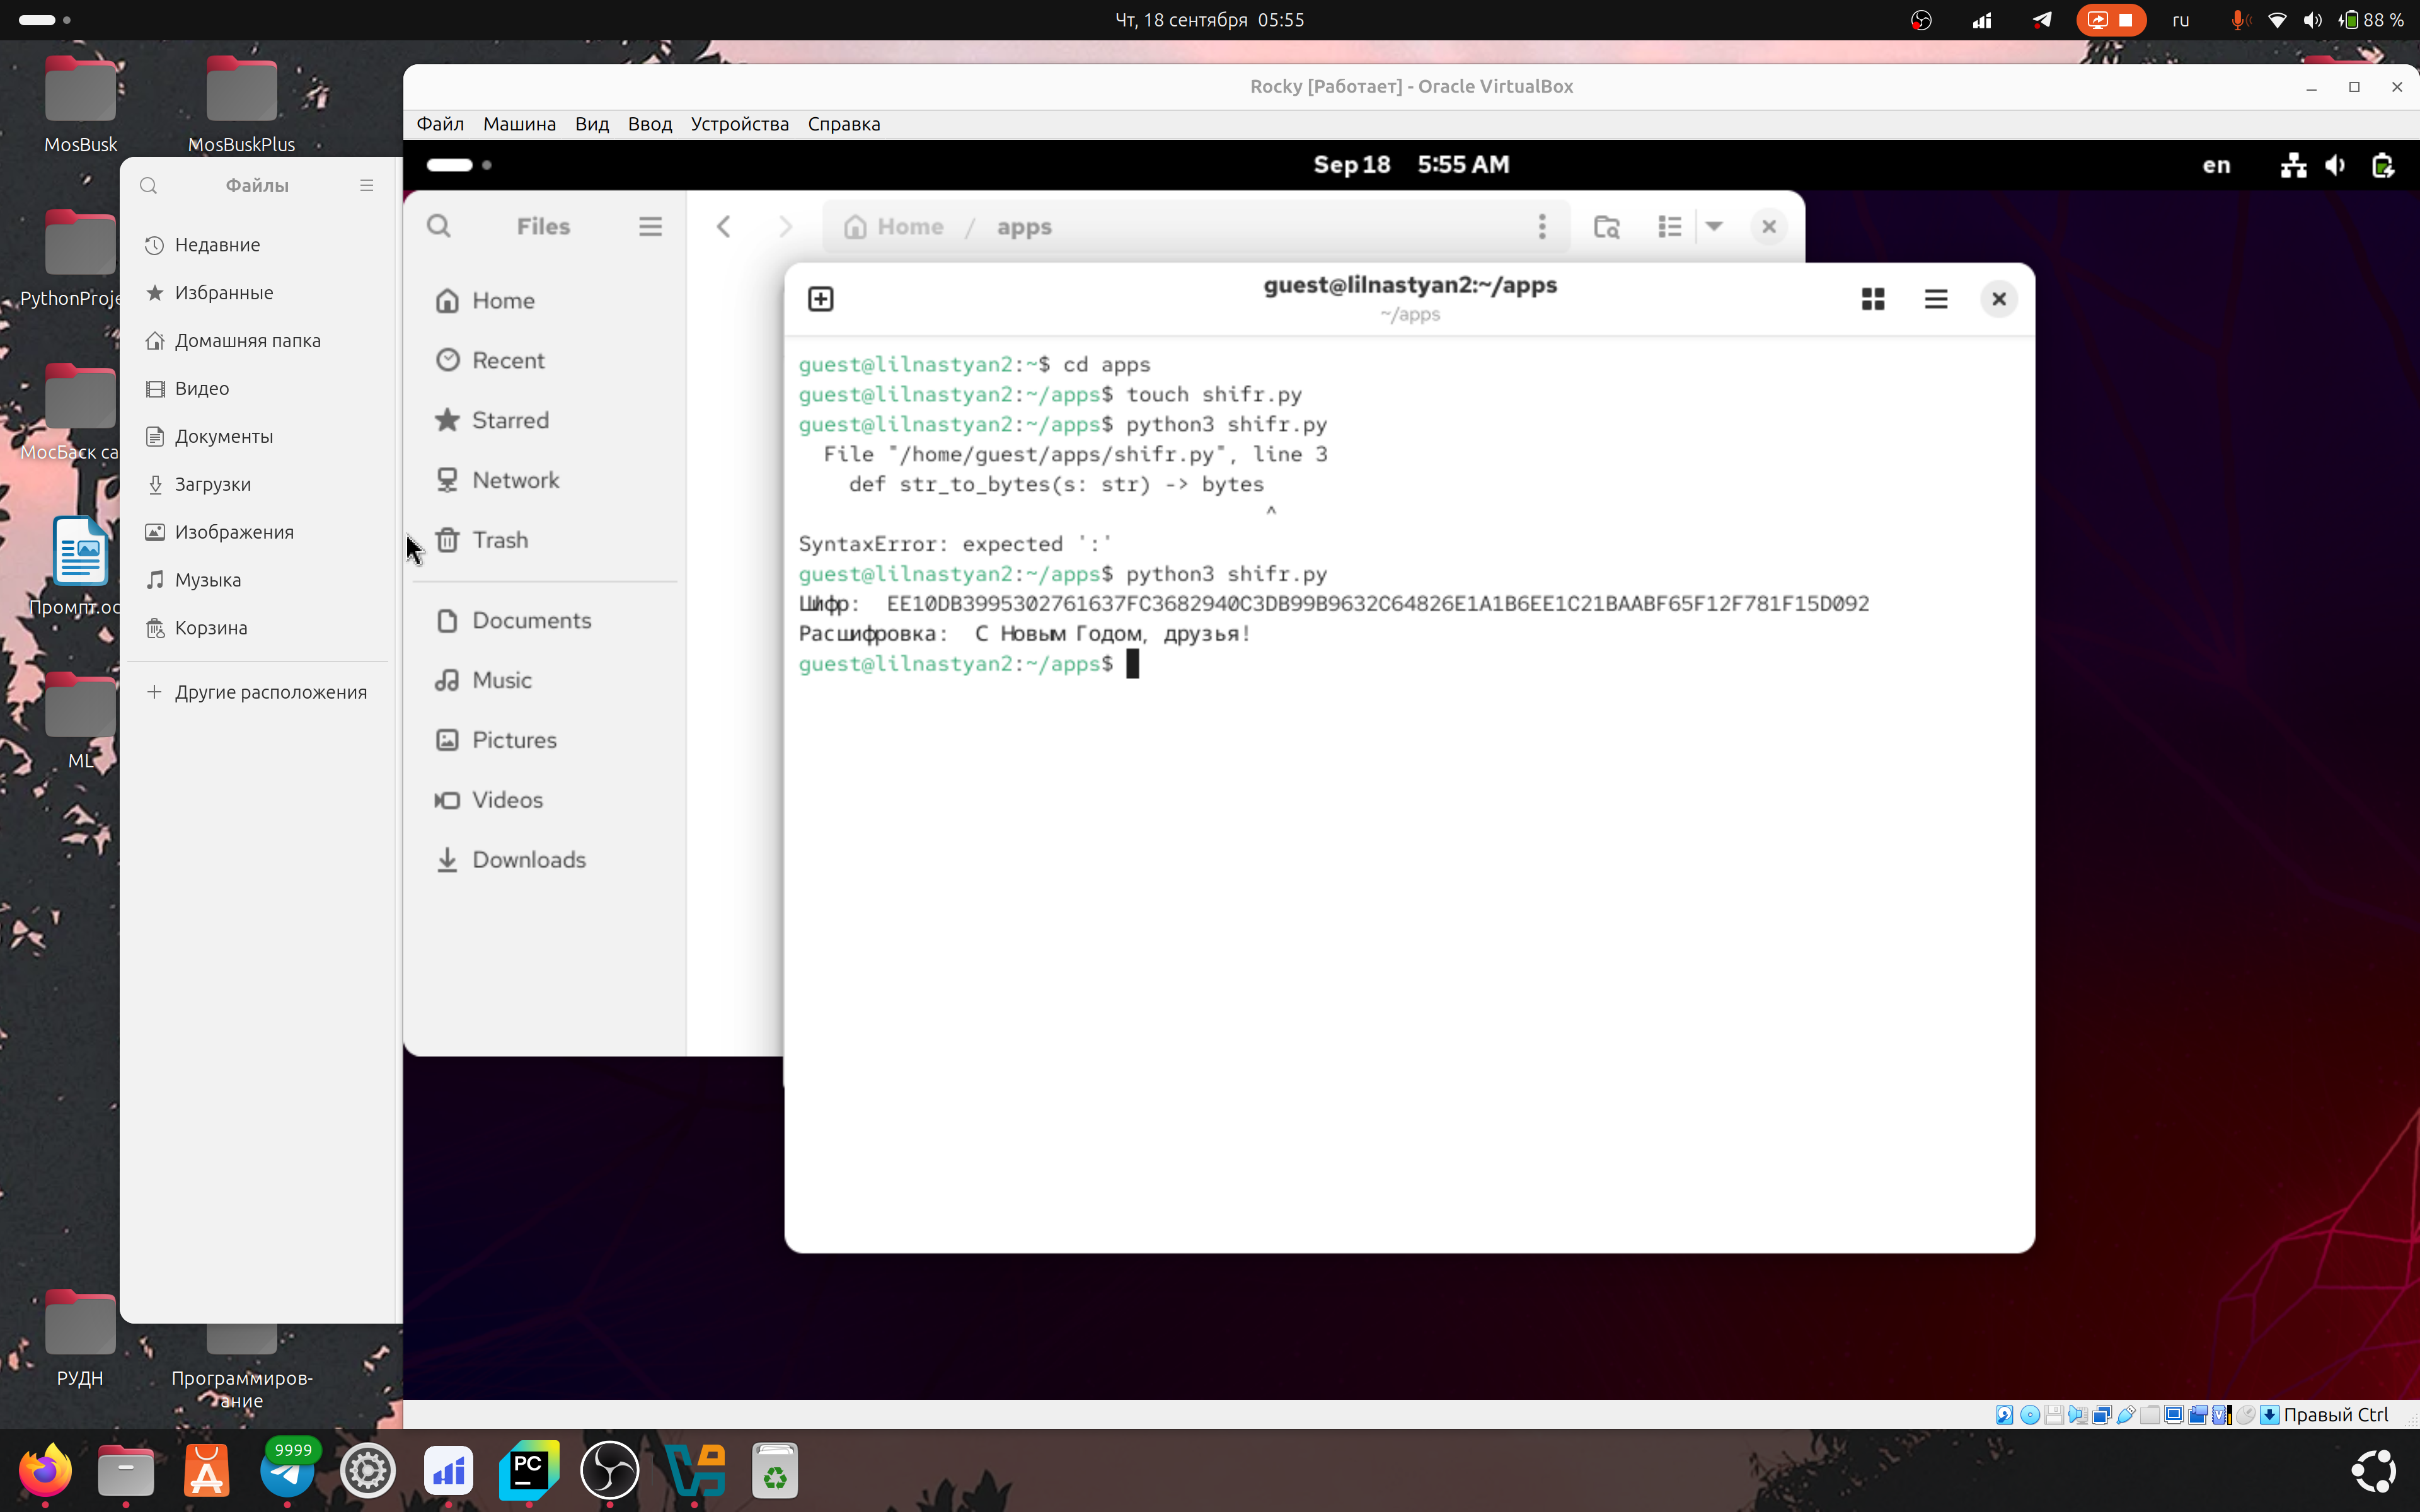 Чт, 18 сентября 05:55
ru
88 %
MosBusk
MosBuskPlus
PythonProje
МосБаск са
Промпт.ос
ML
РУДН
Программиров-
ание
Файлы
Недавние
Избранные
Домашняя папка
Видео
Документы
Загрузки
Изображения
Музыка
Корзина
Другие расположения
Rocky [Работает] - Oracle VirtualBox
Файл Машина Вид Ввод Устройства Справка
Sep 18 5:55 AM
en
Files
Home / apps
Home
Recent
Starred
Network
Trash
Documents
Music
Pictures
Videos
Downloads
guest@lilnastyan2:~/apps
~/apps
guest@lilnastyan2:~$ cd apps
guest@lilnastyan2:~/apps$ touch shifr.py
guest@lilnastyan2:~/apps$ python3 shifr.py
File "/home/guest/apps/shifr.py", line 3
def str_to_bytes(s: str) -> bytes
^
SyntaxError: expected ':'
guest@lilnastyan2:~/apps$ python3 shifr.py
Шифр: EE10DB3995302761637FC3682940C3DB99B9632C64826E1A1B6EE1C21BAABF65F12F781F15D092
Расшифровка: С Новым Годом, друзья!
guest@lilnastyan2:~/apps$
Правый Ctrl
9999
PC